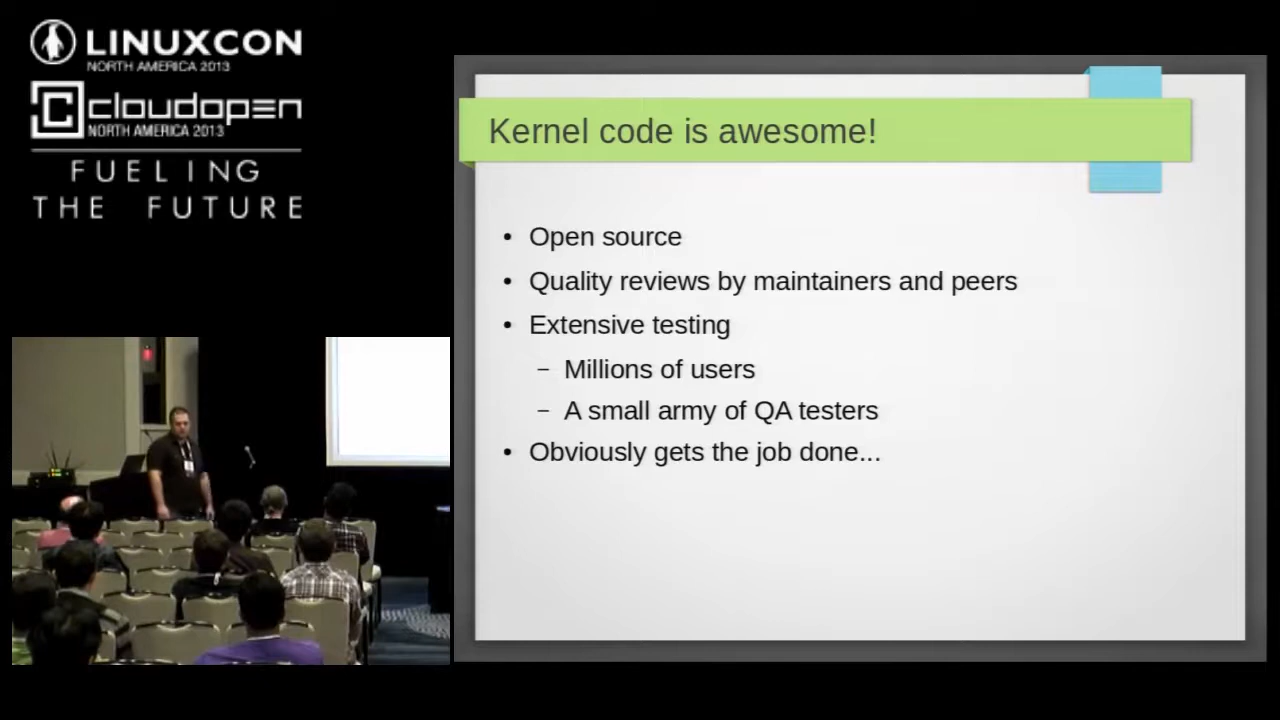 LINUXCON
NORTH AMERICA 2013
cloudopen
NORTH AMERICA 2013
FUELING
THE FUTURE
Kernel code is awesome!
• Open source
• Quality reviews by maintainers and peers
• Extensive testing
– Millions of users
– A small army of QA testers
• Obviously gets the job done...